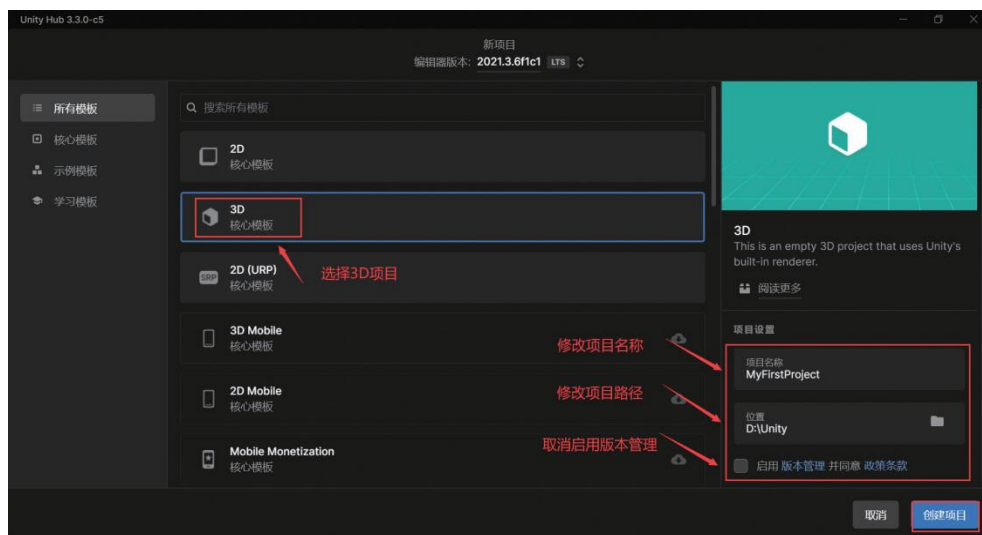 Unity Hub 3.3.0-c5
新项目
编辑器版本: 2021.3.6f1c1 LTS
所有模板
核心模板
示例模板
学习模板
搜索所有模板
2D
核心模板
3D
核心模板
选择3D项目
2D (URP)
SRP
核心模板
3D Mobile
核心模板
2D Mobile
核心模板
Mobile Monetization
核心模板
修改项目名称
修改项目路径
取消启用版本管理
3D
This is an empty 3D project that uses Unity's
built-in renderer.
阅读更多
项目设置
项目名称
MyFirstProject
位置
D:\Unity
启用 版本管理 并同意 政策条款
取消
创建项目